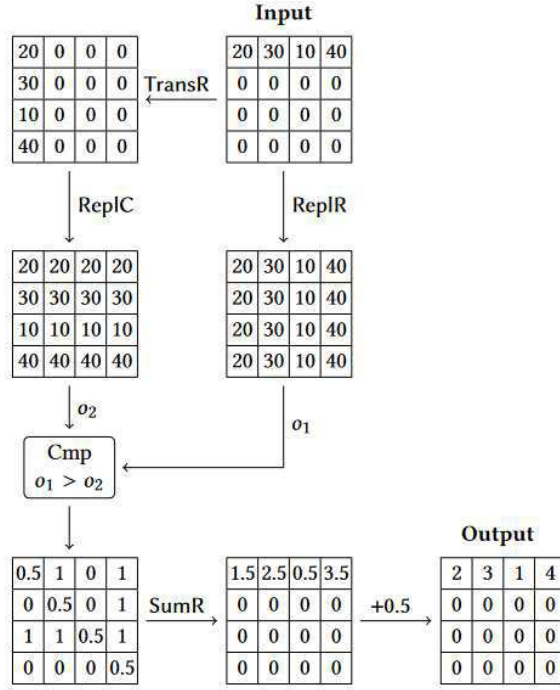 Input
20 0 0 0
30 0 0 0
10 0 0 0
40 0 0 0
TransR
20 30 10 40
0 0 0 0
0 0 0 0
0 0 0 0
ReplC
ReplR
20 20 20 20
30 30 30 30
10 10 10 10
40 40 40 40
20 30 10 40
20 30 10 40
20 30 10 40
20 30 10 40
o2
o1
Cmp
o1 > o2
0.5 1 0 1
0 0.5 0 1
1 1 0.5 1
0 0 0 0.5
SumR
1.5 2.5 0.5 3.5
0 0 0 0
0 0 0 0
0 0 0 0
+0.5
Output
2 3 1 4
0 0 0 0
0 0 0 0
0 0 0 0